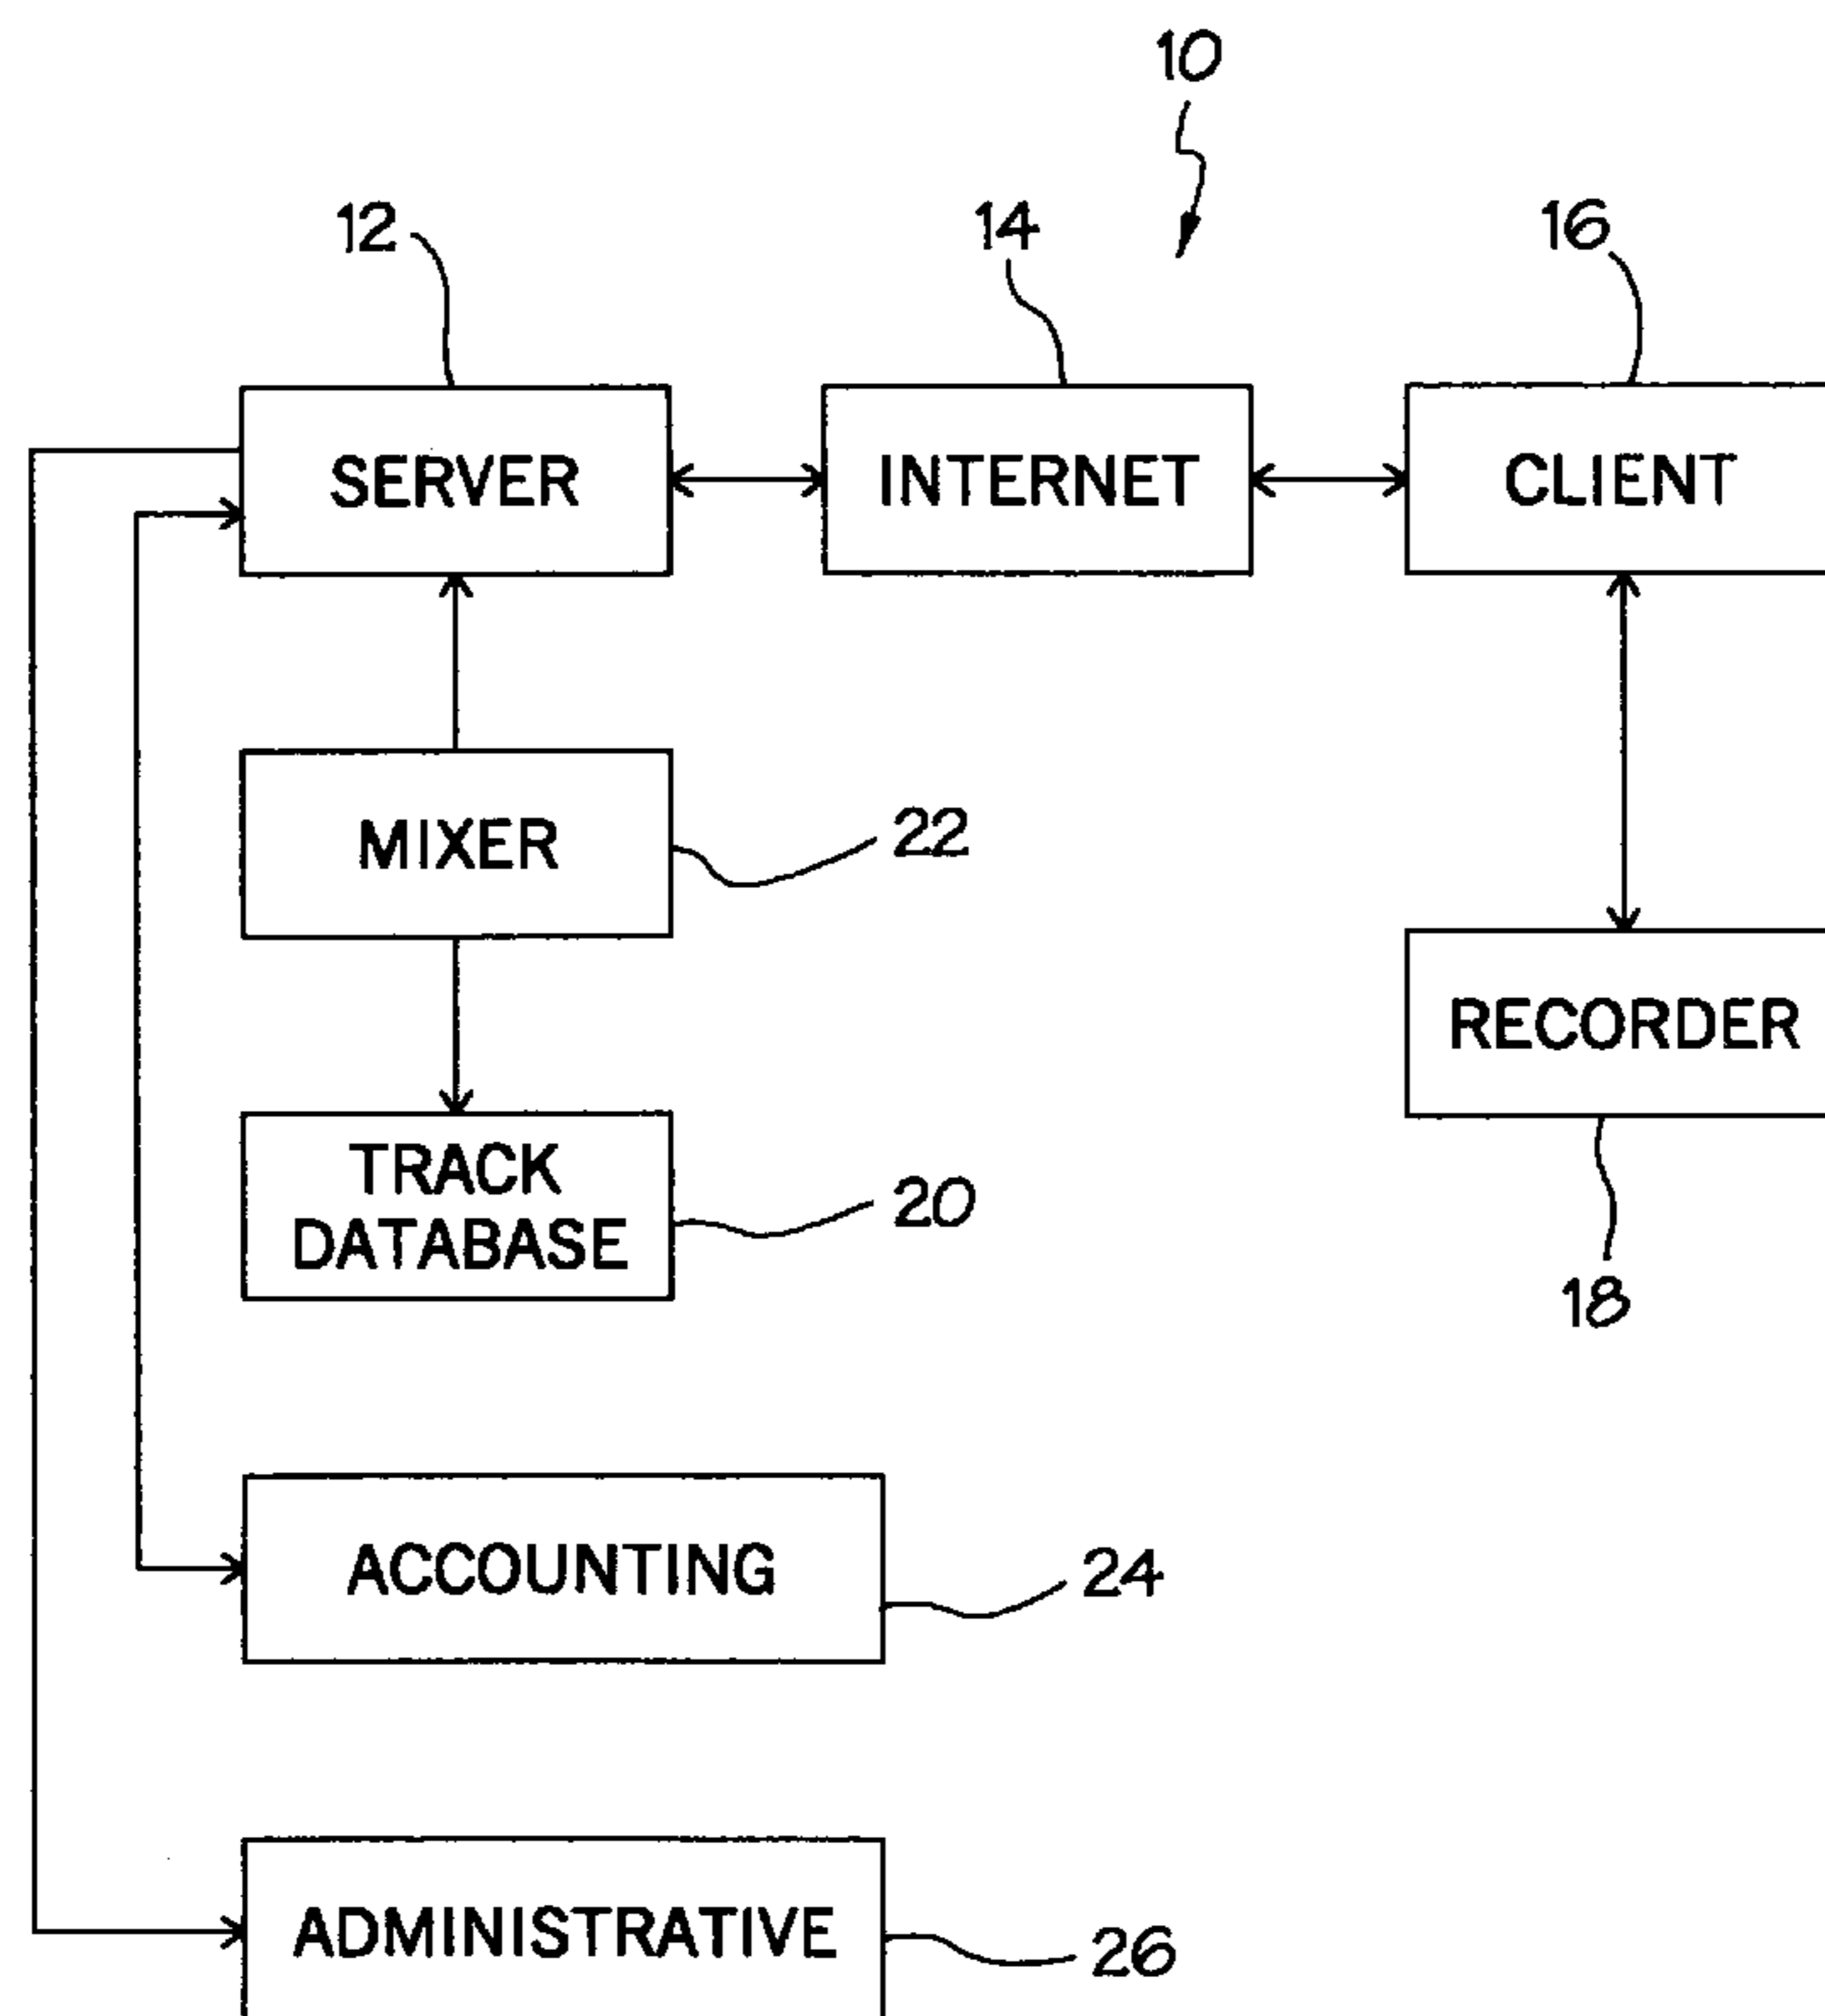 10
12
14
16
SERVER
INTERNET
CLIENT
MIXER
22
RECORDER
TRACK
DATABASE
20
18
ACCOUNTING
24
ADMINISTRATIVE
26